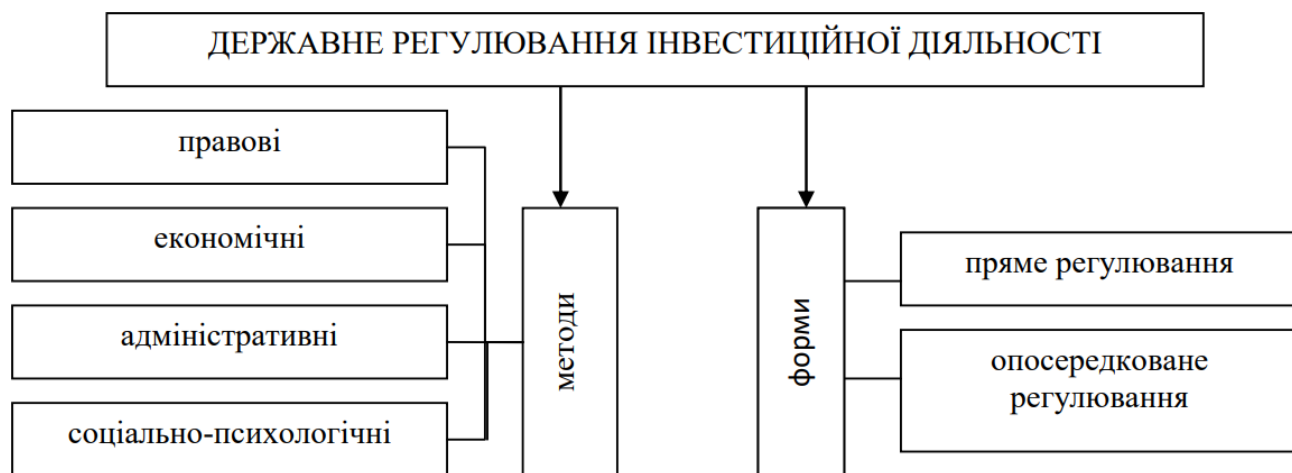 ДЕРЖАВНЕ РЕГУЛЮВАННЯ ІНВЕСТИЦІЙНОЇ ДІЯЛЬНОСТІ
правові
економічні
адміністративні
соціально-психологічні
методи
форми
пряме регулювання
опосередковане
регулювання